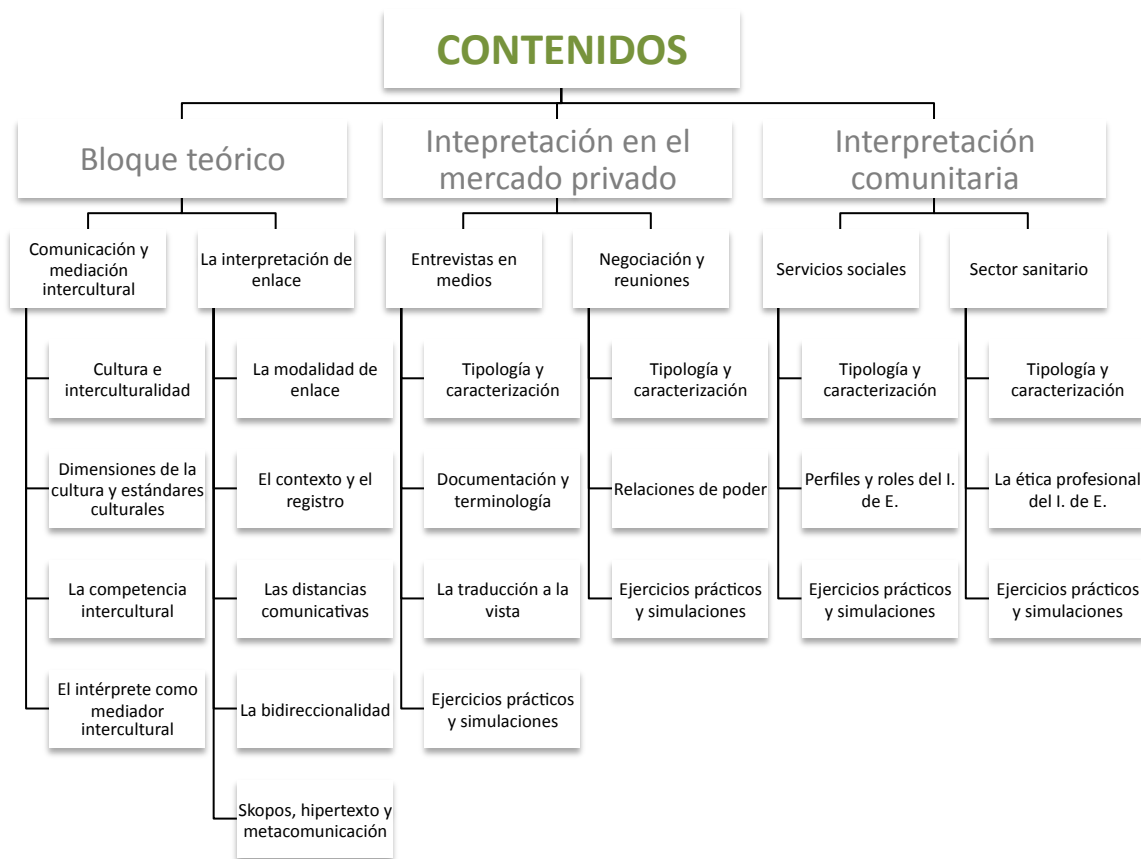 CONTENIDOS
Bloque teórico
Intepretación en el
mercado privado
Interpretación
comunitaria
Comunicación y
mediación
intercultural
La interpretación de
enlace
Entrevistas en
medios
Negociación y
reuniones
Servicios sociales
Sector sanitario
Cultura e
interculturalidad
La modalidad de
enlace
Tipología y
caracterización
Tipología y
caracterización
Tipología y
caracterización
Tipología y
caracterización
Dimensiones de la
cultura y estándares
culturales
El contexto y el
registro
Documentación y
terminología
Relaciones de poder
Perfiles y roles del I.
de E.
La ética profesional
del I. de E.
La competencia
intercultural
Las distancias
comunicativas
La traducción a la
vista
Ejercicios prácticos
y simulaciones
Ejercicios prácticos
y simulaciones
Ejercicios prácticos
y simulaciones
El intérprete como
mediador
intercultural
La bidireccionalidad
Ejercicios prácticos
y simulaciones
Skopos, hipertexto y
metacomunicación